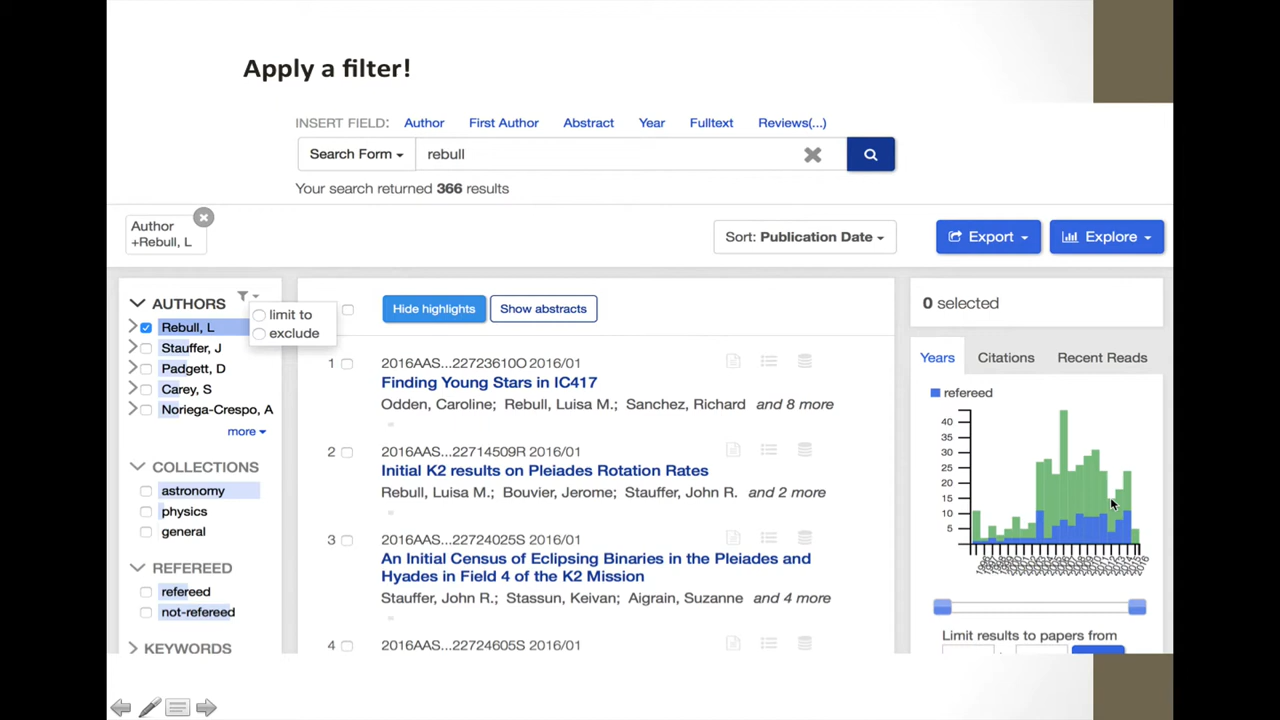 Apply a filter!
INSERT FIELD: Author First Author Abstract Year Fulltext Reviews(...)
Search Form rebull
Your search returned 366 results
Author
+Rebull, L
Sort: Publication Date
Export
Explore
AUTHORS
limit to
exclude
Rebull, L
Stauffer, J
Padgett, D
Carey, S
Noriega-Crespo, A
more
COLLECTIONS
astronomy
physics
general
REFEREED
refereed
not-refereed
KEYWORDS
Hide highlights Show abstracts
1 2016AAS...22723610O 2016/01
Finding Young Stars in IC417
Odden, Caroline; Rebull, Luisa M.; Sanchez, Richard and 8 more
2 2016AAS...22714509R 2016/01
Initial K2 results on Pleiades Rotation Rates
Rebull, Luisa M.; Bouvier, Jerome; Stauffer, John R. and 2 more
3 2016AAS...22724025S 2016/01
An Initial Census of Eclipsing Binaries in the Pleiades and
Hyades in Field 4 of the K2 Mission
Stauffer, John R.; Stassun, Keivan; Aigrain, Suzanne and 4 more
4 2016AAS...22724605S 2016/01
0 selected
Years Citations Recent Reads
refereed
40
35
30
25
20
15
10
5
Limit results to papers from